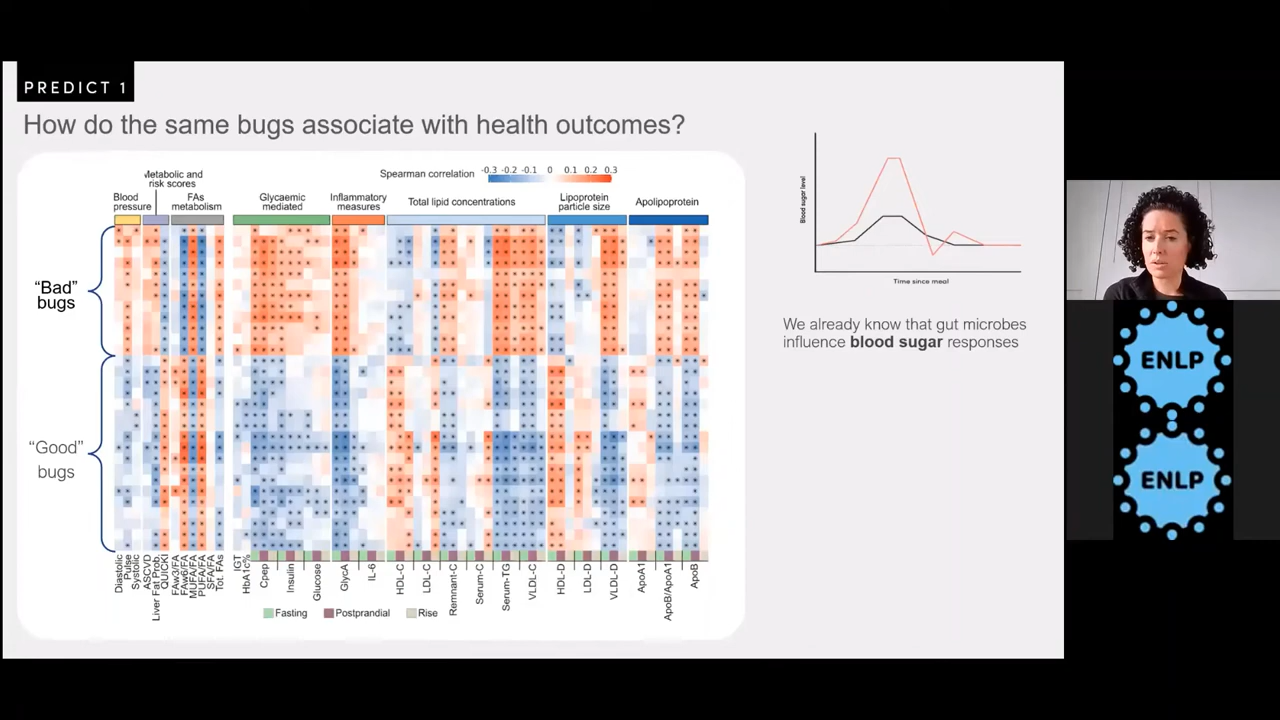 PREDICT 1
How do the same bugs associate with health outcomes?
Spearman correlation
-0.3 -0.2 -0.1 0 0.1 0.2 0.3
Blood
pressure
Metabolic and
risk scores
FAs
metabolism
Glycaemic
mediated
Inflammatory
measures
Total lipid concentrations
Lipoprotein
particle size
Apolipoprotein
“Bad”
bugs
“Good”
bugs
Diastolic
Pulse
Systolic
ASCVD
Liver Fat Prob.
QUICKI
FAw3/FA
FAw6/FA
MUFA/FA
PUFA/FA
SFA/FA
Tot. FAs
IGT
HbA1c%
Cpep
Insulin
Glucose
GlycA
IL-6
HDL-C
LDL-C
Remnant-C
Serum-C
Serum-TG
VLDL-C
HDL-D
LDL-D
VLDL-D
ApoA1
ApoB/ApoA1
ApoB
Fasting
Postprandial
Rise
Blood sugar level
Time since meal
We already know that gut microbes
influence blood sugar responses
ENLP
ENLP